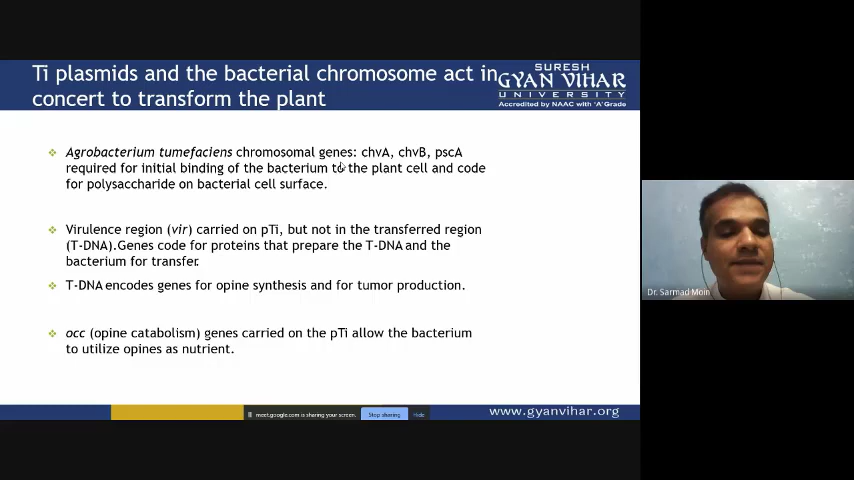 Ti plasmids and the bacterial chromosome act in
concert to transform the plant
SURESH
GYAN VIHAR
UNIVERSITY
Accredited by NAAC with 'A' Grade
❖ Agrobacterium tumefaciens chromosomal genes: chvA, chvB, pscA
required for initial binding of the bacterium to the plant cell and code
for polysaccharide on bacterial cell surface.
❖ Virulence region (vir) carried on pTi, but not in the transferred region
(T-DNA).Genes code for proteins that prepare the T-DNA and the
bacterium for transfer.
❖ T-DNA encodes genes for opine synthesis and for tumor production.
❖ occ (opine catabolism) genes carried on the pTi allow the bacterium
to utilize opines as nutrient.
meet.google.com is sharing your screen.
Stop sharing
Hide
www.gyanvihar.org
Dr. Sarmad Moin